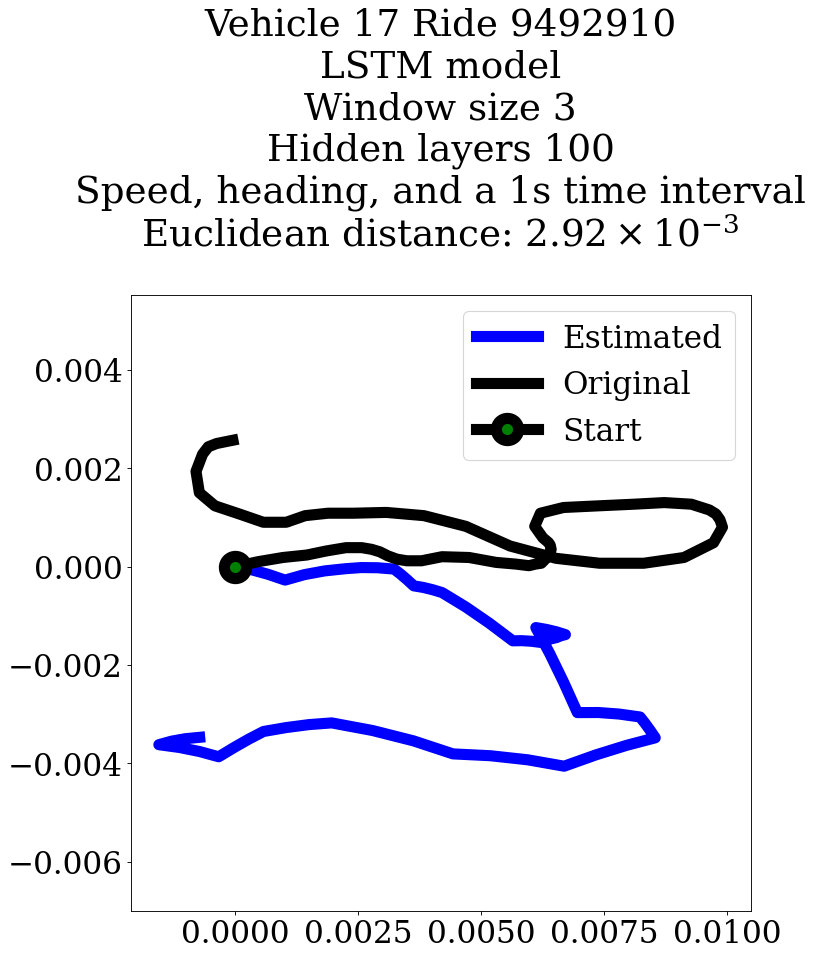 Vehicle 17 Ride 9492910
LSTM model
Window size 3
Hidden layers 100
Speed, heading, and a 1s time interval
Euclidean distance: 2.92 × 10⁻³
Estimated
Original
Start
0.004
0.002
0.000
−0.002
−0.004
−0.006
0.0000 0.0025 0.0050 0.0075 0.0100